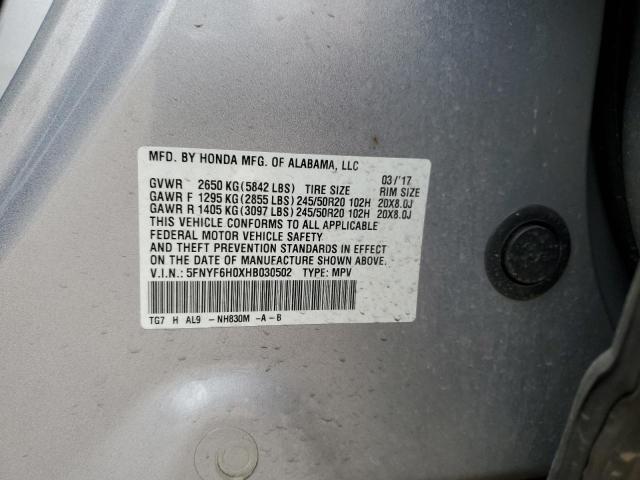 MFD. BY HONDA MFG. OF ALABAMA, LLC
03/'17
GVWR 2650 KG(5842 LBS) TIRE SIZE RIM SIZE
GAWR F 1295 KG(2855 LBS) 245/50R20 102H 20X8.0J
GAWR R 1405 KG(3097 LBS) 245/50R20 102H 20X8.0J
THIS VEHICLE CONFORMS TO ALL APPLICABLE
FEDERAL MOTOR VEHICLE SAFETY
AND THEFT PREVENTION STANDARDS IN EFFECT
ON THE DATE OF MANUFACTURE SHOWN ABOVE.
V.I.N.: 5FNYF6H0XHB030502 TYPE: MPV
TG7 H AL9 -NH830M -A-B